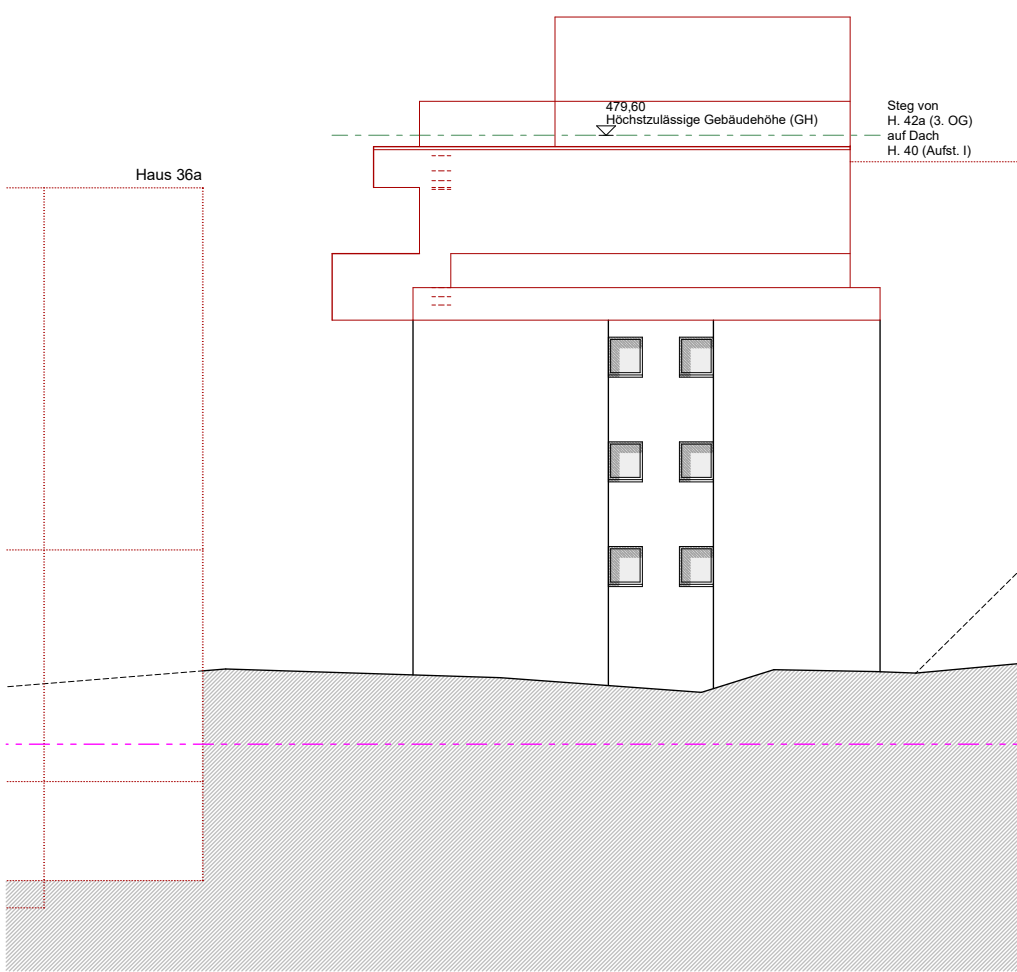 479,60
Höchstzulässige Gebäudehöhe (GH)
Steg von
H. 42a (3. OG)
auf Dach
H. 40 (Aufst. I)
Haus 36a